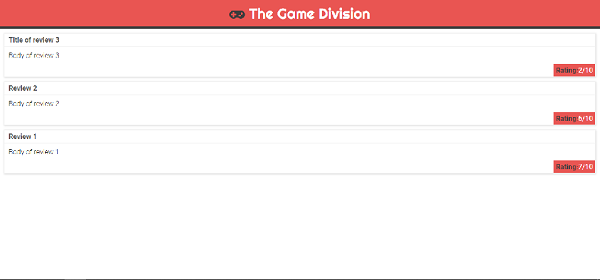 The Game Division
Title of review 3
Body of review 3
Rating 2/10
Review 2
Body of review 2
Rating 6/10
Review 1
Body of review 1
Rating 7/10